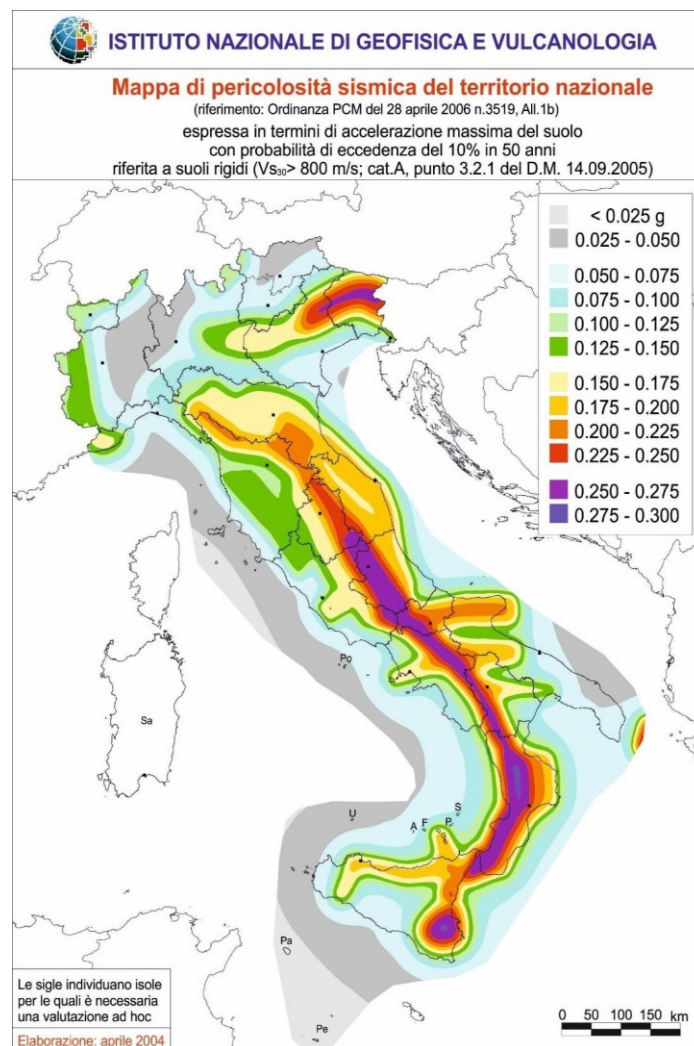 ISTITUTO NAZIONALE DI GEOFISICA E VULCANOLOGIA
Mappa di pericolosità sismica del territorio nazionale
(riferimento: Ordinanza PCM del 28 aprile 2006 n.3519, All.1b)
espressa in termini di accelerazione massima del suolo
con probabilità di eccedenza del 10% in 50 anni
riferita a suoli rigidi (Vs30> 800 m/s; cat.A, punto 3.2.1 del D.M. 14.09.2005)
< 0.025 g
0.025 - 0.050
0.050 - 0.075
0.075 - 0.100
0.100 - 0.125
0.125 - 0.150
0.150 - 0.175
0.175 - 0.200
0.200 - 0.225
0.225 - 0.250
0.250 - 0.275
0.275 - 0.300
Po
Sa
U
A
F
P
S
Pa
Pe
Le sigle individuano isole
per le quali è necessaria
una valutazione ad hoc
Elaborazione: aprile 2004
0 50 100 150 km